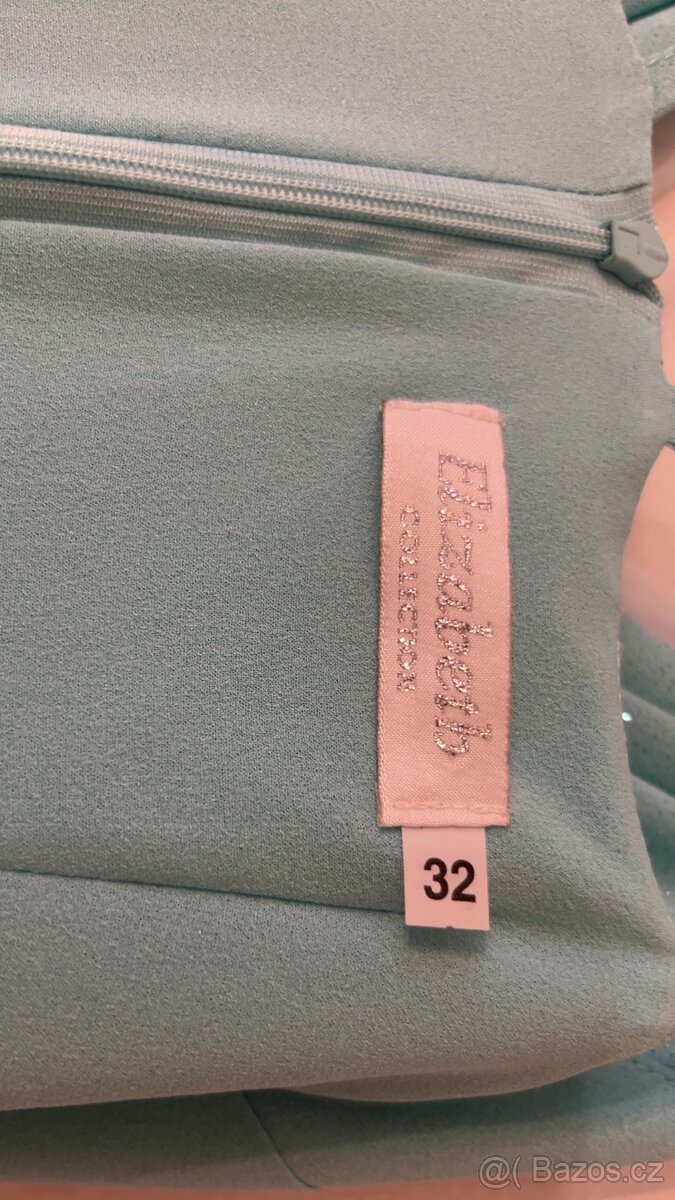 Elizabeth
COLLECTION
32
@( Bazos.cz